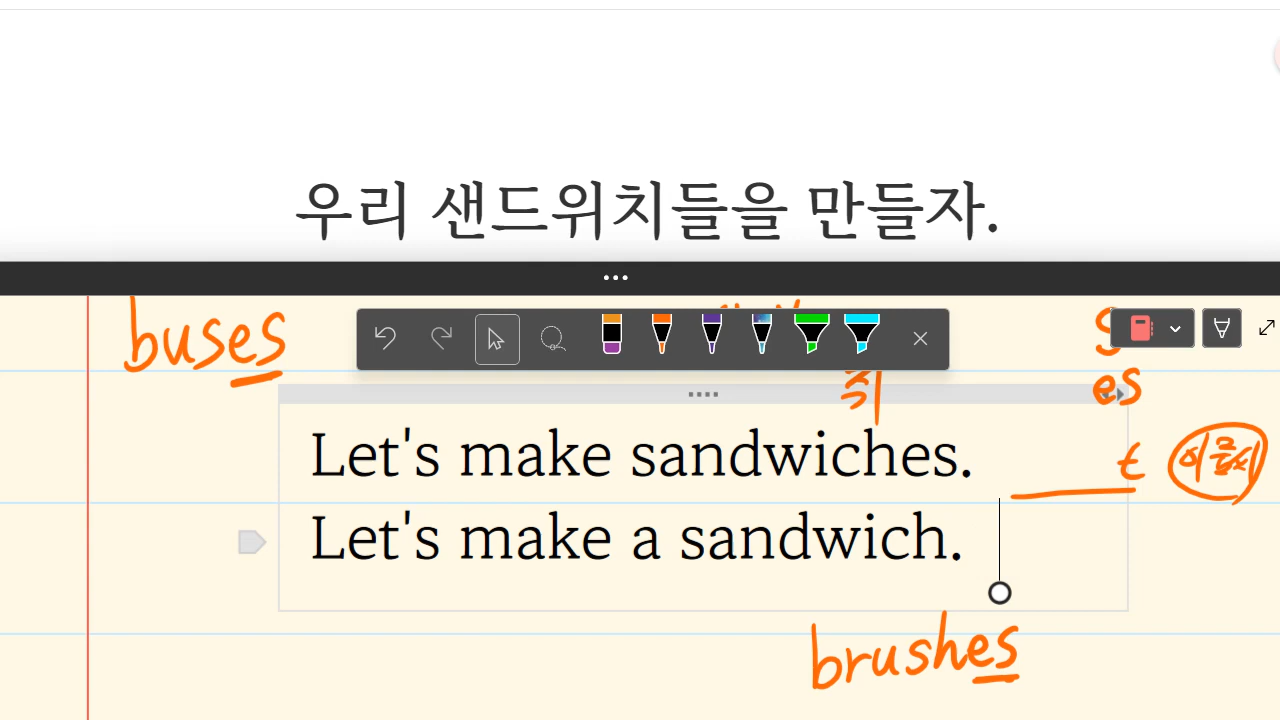 우리 샌드위치들을 만들자.
buses
s
es
Let's make sandwiches.
t
Let's make a sandwich.
brushes